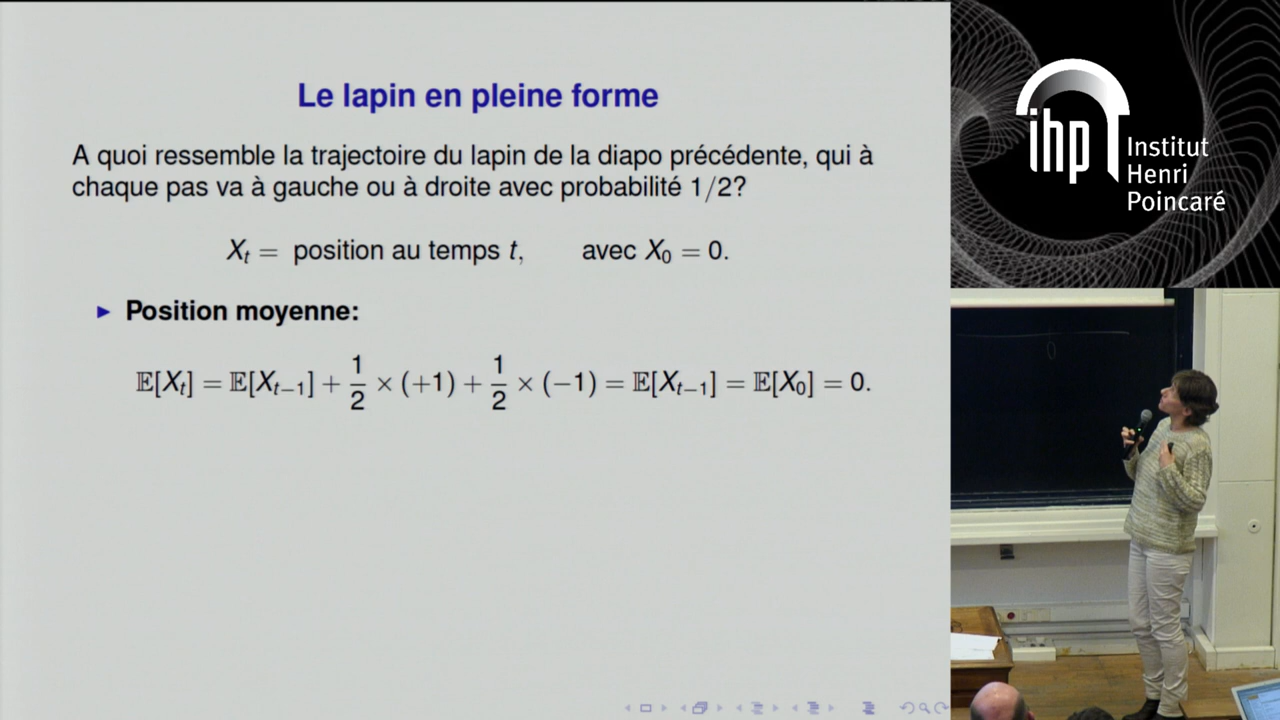 Le lapin en pleine forme
A quoi ressemble la trajectoire du lapin de la diapo précédente, qui à
chaque pas va à gauche ou à droite avec probabilité 1/2?
X_t = position au temps t, avec X_0 = 0.
► Position moyenne:
𝔼[X_t] = 𝔼[X_{t−1}] + 1/2 × (+1) + 1/2 × (−1) = 𝔼[X_{t−1}] = 𝔼[X_0] = 0.
ihp Institut
Henri
Poincaré
0